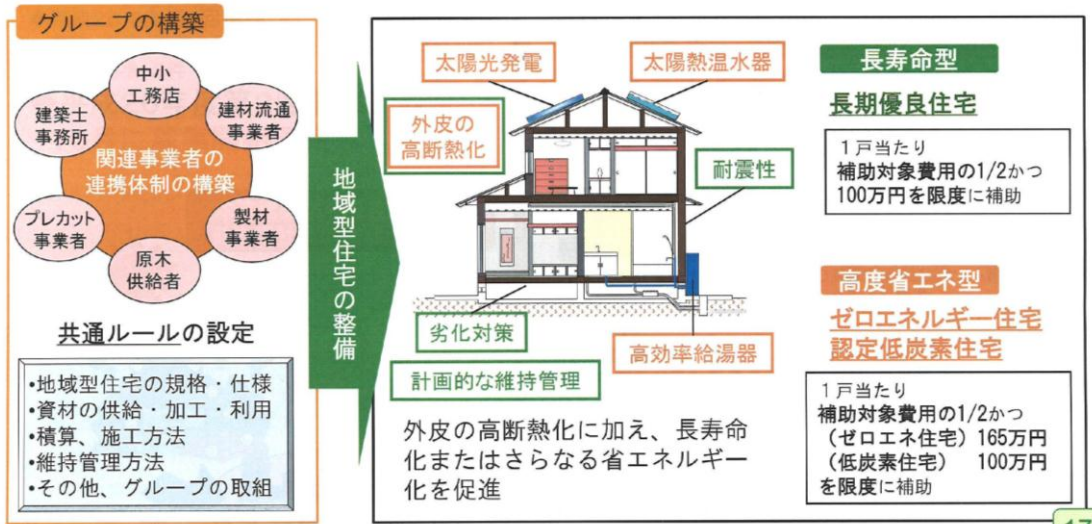 グループの構築
中小
工務店
建築士
事務所
建材流通
事業者
関連事業者の
連携体制の構築
プレカット
事業者
製材
事業者
原木
供給者
共通ルールの設定
•地域型住宅の規格・仕様
•資材の供給・加工・利用
•積算、施工方法
•維持管理方法
•その他、グループの取組
地域型住宅の整備
太陽光発電
太陽熱温水器
外皮の
高断熱化
耐震性
劣化対策
高効率給湯器
計画的な維持管理
外皮の高断熱化に加え、長寿命
化またはさらなる省エネルギー
化を促進
長寿命型
長期優良住宅
1戸当たり
補助対象費用の1/2かつ
100万円を限度に補助
高度省エネ型
ゼロエネルギー住宅
認定低炭素住宅
1戸当たり
補助対象費用の1/2かつ
(ゼロエネ住宅) 165万円
(低炭素住宅) 100万円
を限度に補助